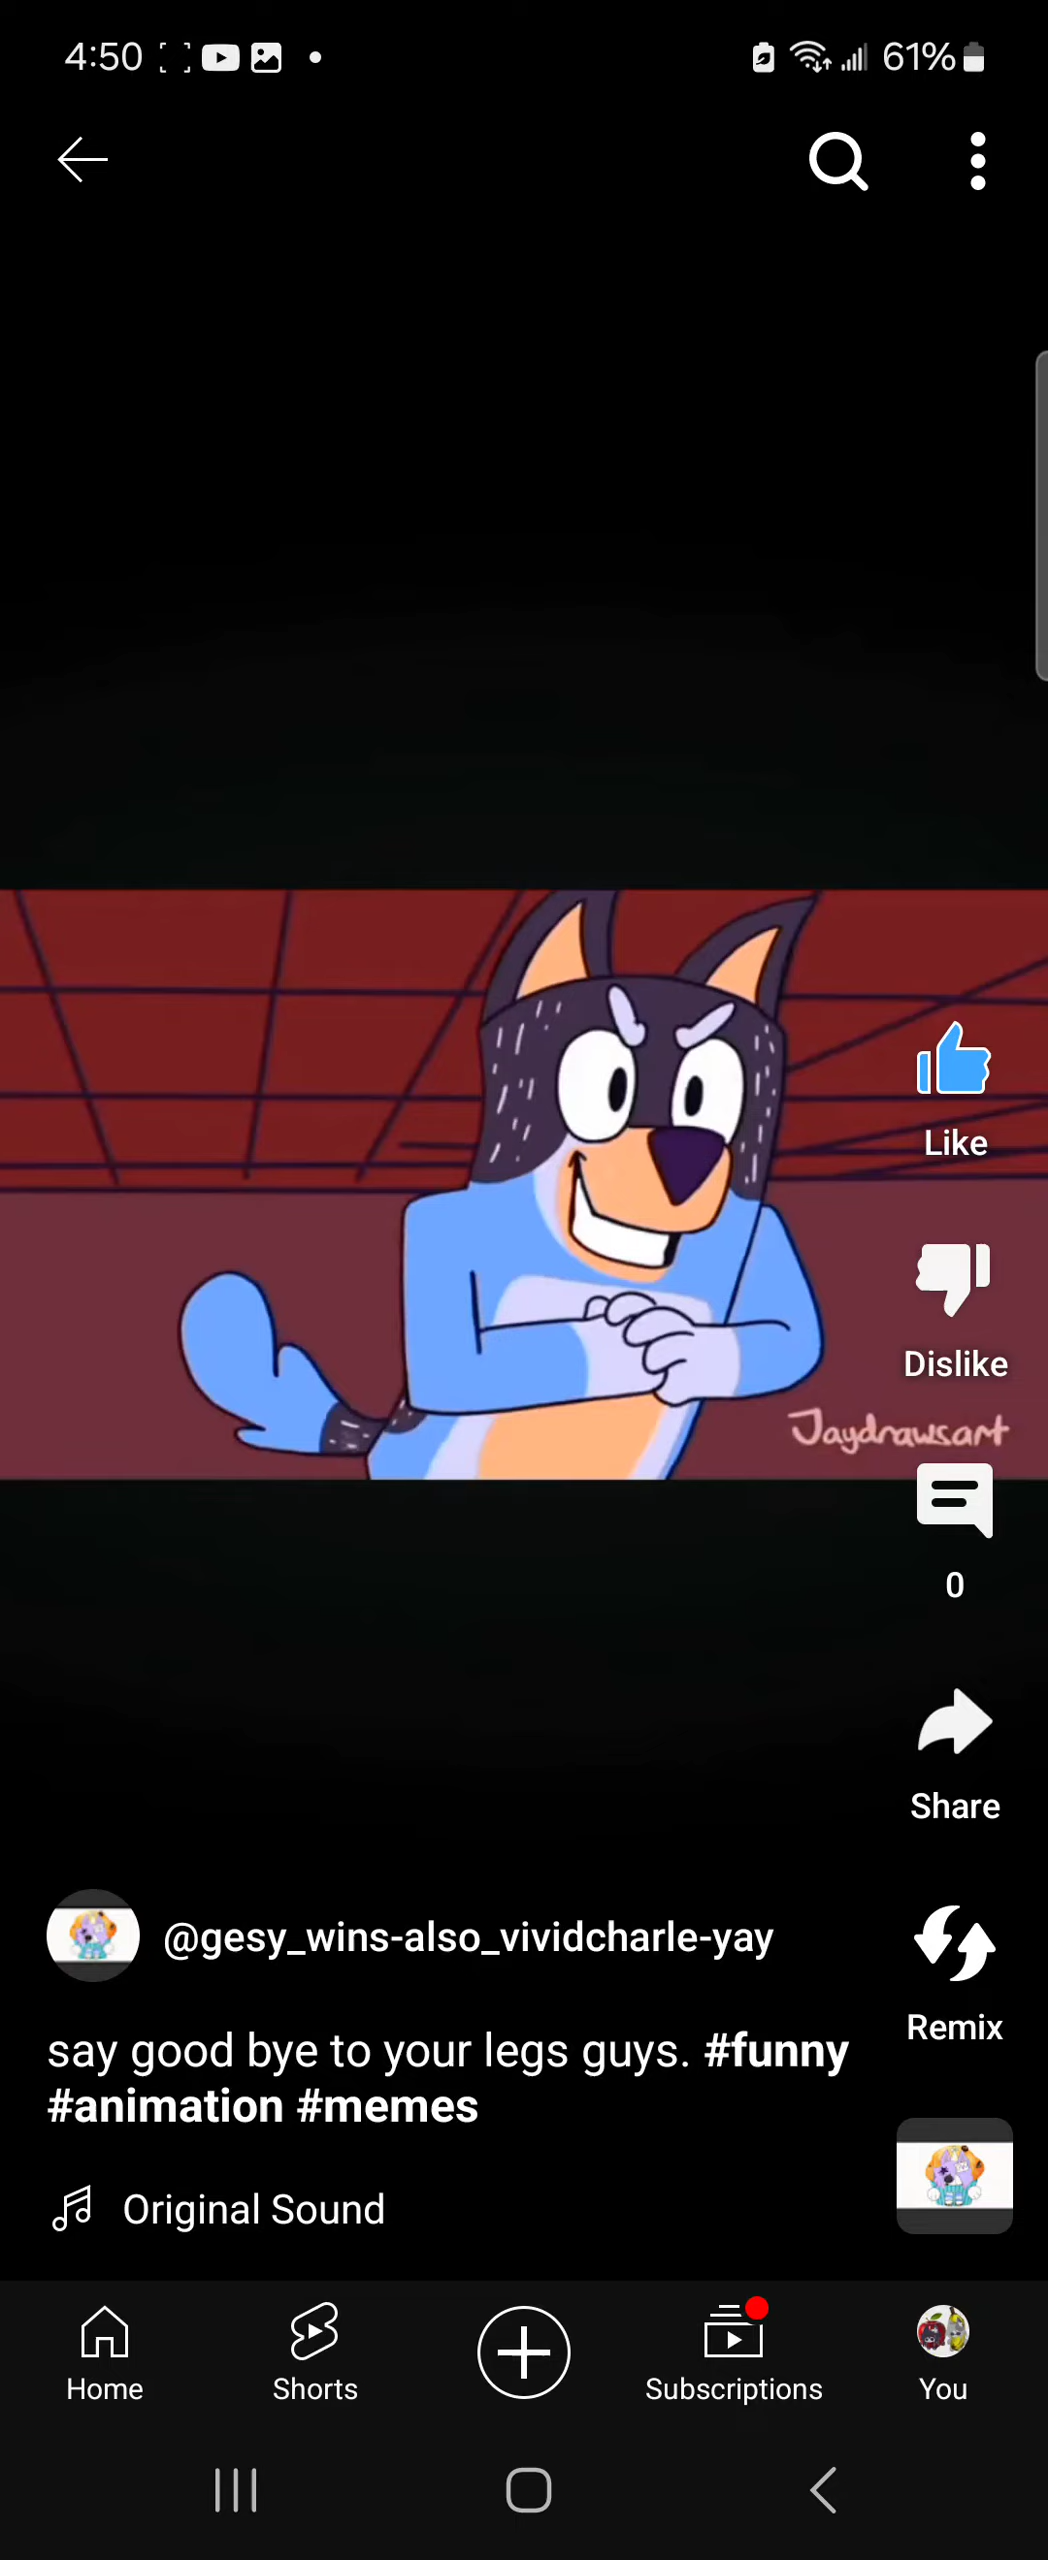 4:50
61%
Like
Dislike
Jaydrawsart
0
Share
@gesy_wins-also_vividcharle-yay
Remix
say good bye to your legs guys. #funny
#animation #memes
Original Sound
Home
Shorts
Subscriptions
You